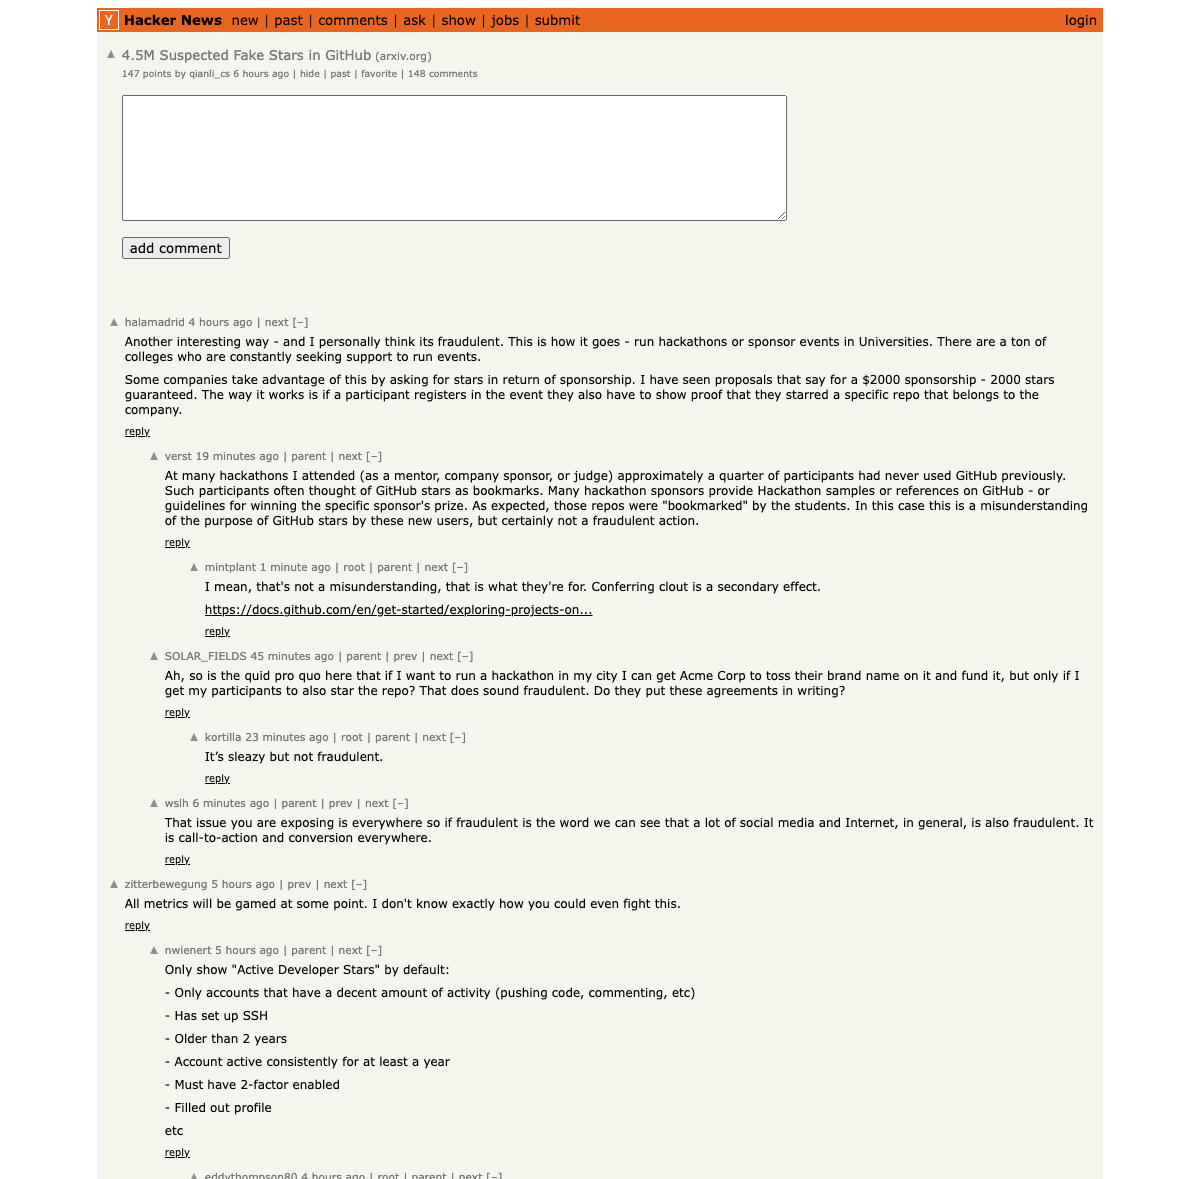 Y Hacker News new | past | comments | ask | show | jobs | submit login
▲ 4.5M Suspected Fake Stars in GitHub (arxiv.org)
147 points by qianli_cs 6 hours ago | hide | past | favorite | 148 comments
add comment
▲ halamadrid 4 hours ago | next [–]
Another interesting way - and I personally think its fraudulent. This is how it goes - run hackathons or sponsor events in Universities. There are a ton of
colleges who are constantly seeking support to run events.
Some companies take advantage of this by asking for stars in return of sponsorship. I have seen proposals that say for a $2000 sponsorship - 2000 stars
guaranteed. The way it works is if a participant registers in the event they also have to show proof that they starred a specific repo that belongs to the
company.
reply
▲ verst 19 minutes ago | parent | next [–]
At many hackathons I attended (as a mentor, company sponsor, or judge) approximately a quarter of participants had never used GitHub previously.
Such participants often thought of GitHub stars as bookmarks. Many hackathon sponsors provide Hackathon samples or references on GitHub - or
guidelines for winning the specific sponsor's prize. As expected, those repos were "bookmarked" by the students. In this case this is a misunderstanding
of the purpose of GitHub stars by these new users, but certainly not a fraudulent action.
reply
▲ mintplant 1 minute ago | root | parent | next [–]
I mean, that's not a misunderstanding, that is what they're for. Conferring clout is a secondary effect.
https://docs.github.com/en/get-started/exploring-projects-on...
reply
▲ SOLAR_FIELDS 45 minutes ago | parent | prev | next [–]
Ah, so is the quid pro quo here that if I want to run a hackathon in my city I can get Acme Corp to toss their brand name on it and fund it, but only if I
get my participants to also star the repo? That does sound fraudulent. Do they put these agreements in writing?
reply
▲ kortilla 23 minutes ago | root | parent | next [–]
It’s sleazy but not fraudulent.
reply
▲ wslh 6 minutes ago | parent | prev | next [–]
That issue you are exposing is everywhere so if fraudulent is the word we can see that a lot of social media and Internet, in general, is also fraudulent. It
is call-to-action and conversion everywhere.
reply
▲ zitterbewegung 5 hours ago | prev | next [–]
All metrics will be gamed at some point. I don't know exactly how you could even fight this.
reply
▲ nwienert 5 hours ago | parent | next [–]
Only show "Active Developer Stars" by default:
- Only accounts that have a decent amount of activity (pushing code, commenting, etc)
- Has set up SSH
- Older than 2 years
- Account active consistently for at least a year
- Must have 2-factor enabled
- Filled out profile
etc
reply
▲ eddythompson80 4 hours ago | root | parent | next [–]